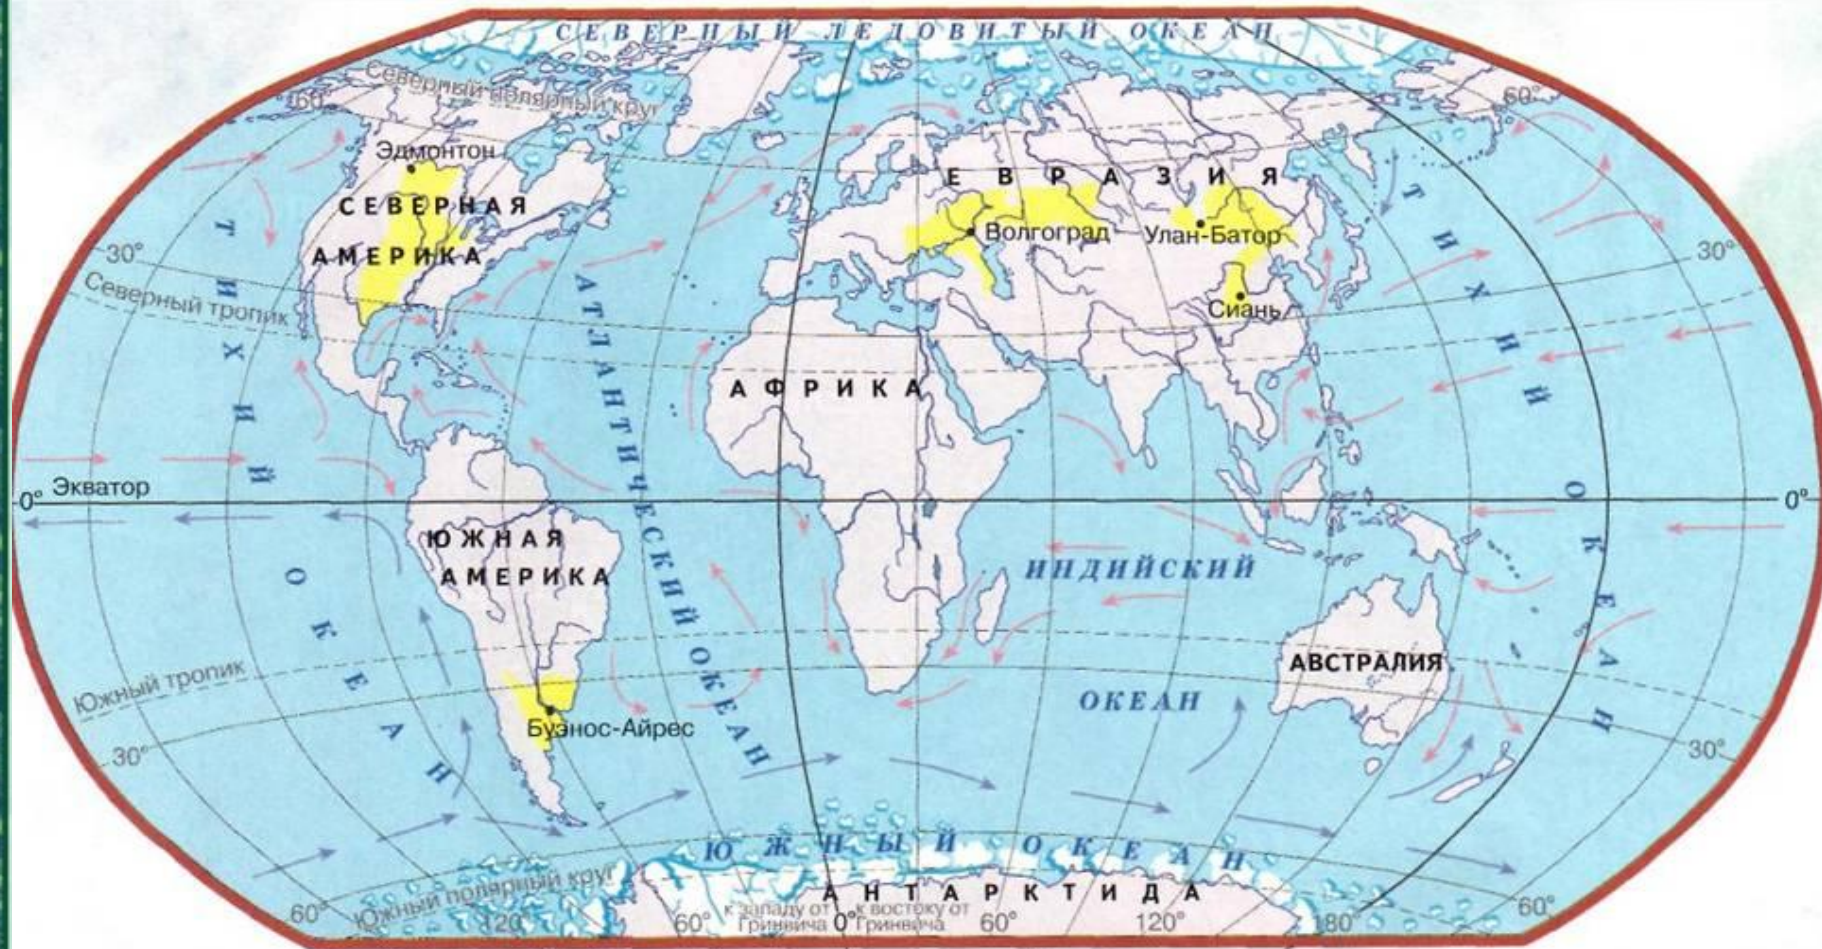 СЕВЕРНЫЙ ЛЕДОВИТЫЙ ОКЕАН
Северный полярный круг
60°
60°
Эдмонтон
СЕВЕРНАЯ
АМЕРИКА
ЕВРАЗИЯ
Волгоград
Улан-Батор
Сиань
30°
30°
Северный тропик
ТИХИЙ ОКЕАН
АТЛАНТИЧЕСКИЙ ОКЕАН
ТИХИЙ ОКЕАН
АФРИКА
0° Экватор
0°
ЮЖНАЯ
АМЕРИКА
ИНДИЙСКИЙ
ОКЕАН
АВСТРАЛИЯ
Южный тропик
Буэнос-Айрес
30°
30°
ЮЖНЫЙ ОКЕАН
Южный полярный круг
АНТАРКТИДА
60°
120°
60°
к западу от
Гринвича
0°
к востоку от
Гринвича
60°
120°
180°
60°